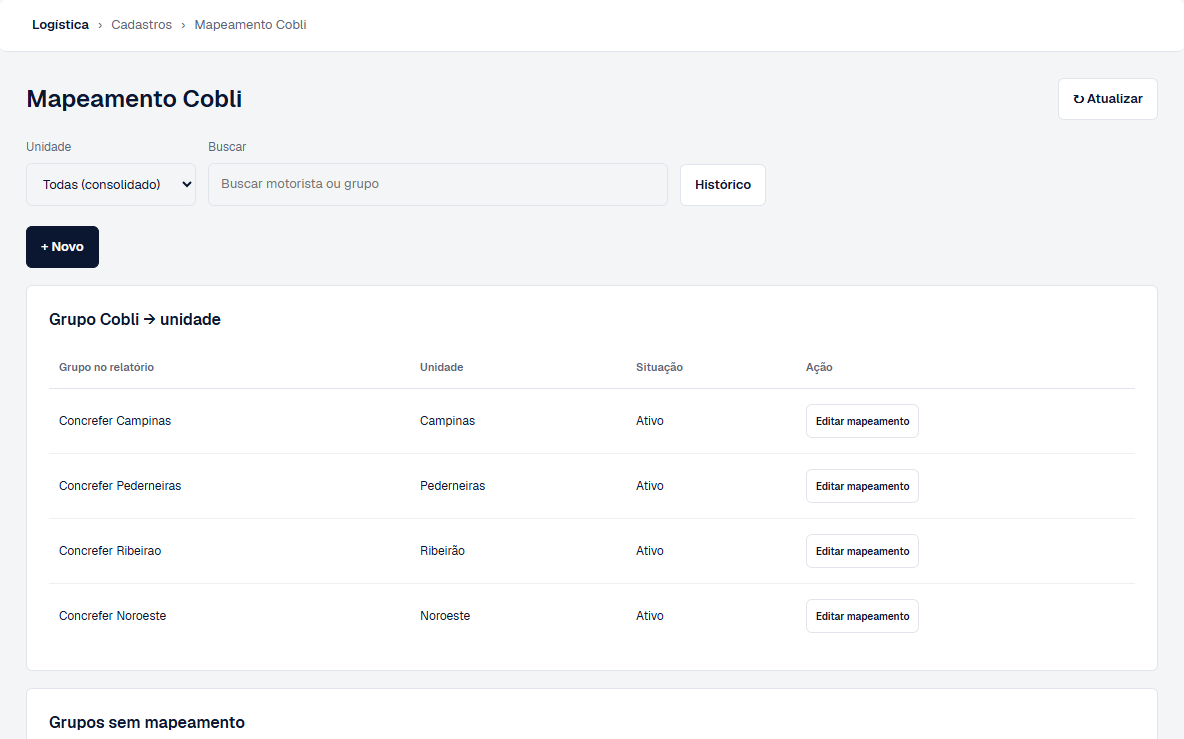 Logística › Cadastros › Mapeamento Cobli
Mapeamento Cobli
↻ Atualizar
Unidade
Buscar
Todas (consolidado)
Buscar motorista ou grupo
Histórico
+ Novo
Grupo Cobli → unidade
Grupo no relatório Unidade Situação Ação
Concrefer Campinas Campinas Ativo Editar mapeamento
Concrefer Pederneiras Pederneiras Ativo Editar mapeamento
Concrefer Ribeirao Ribeirão Ativo Editar mapeamento
Concrefer Noroeste Noroeste Ativo Editar mapeamento
Grupos sem mapeamento